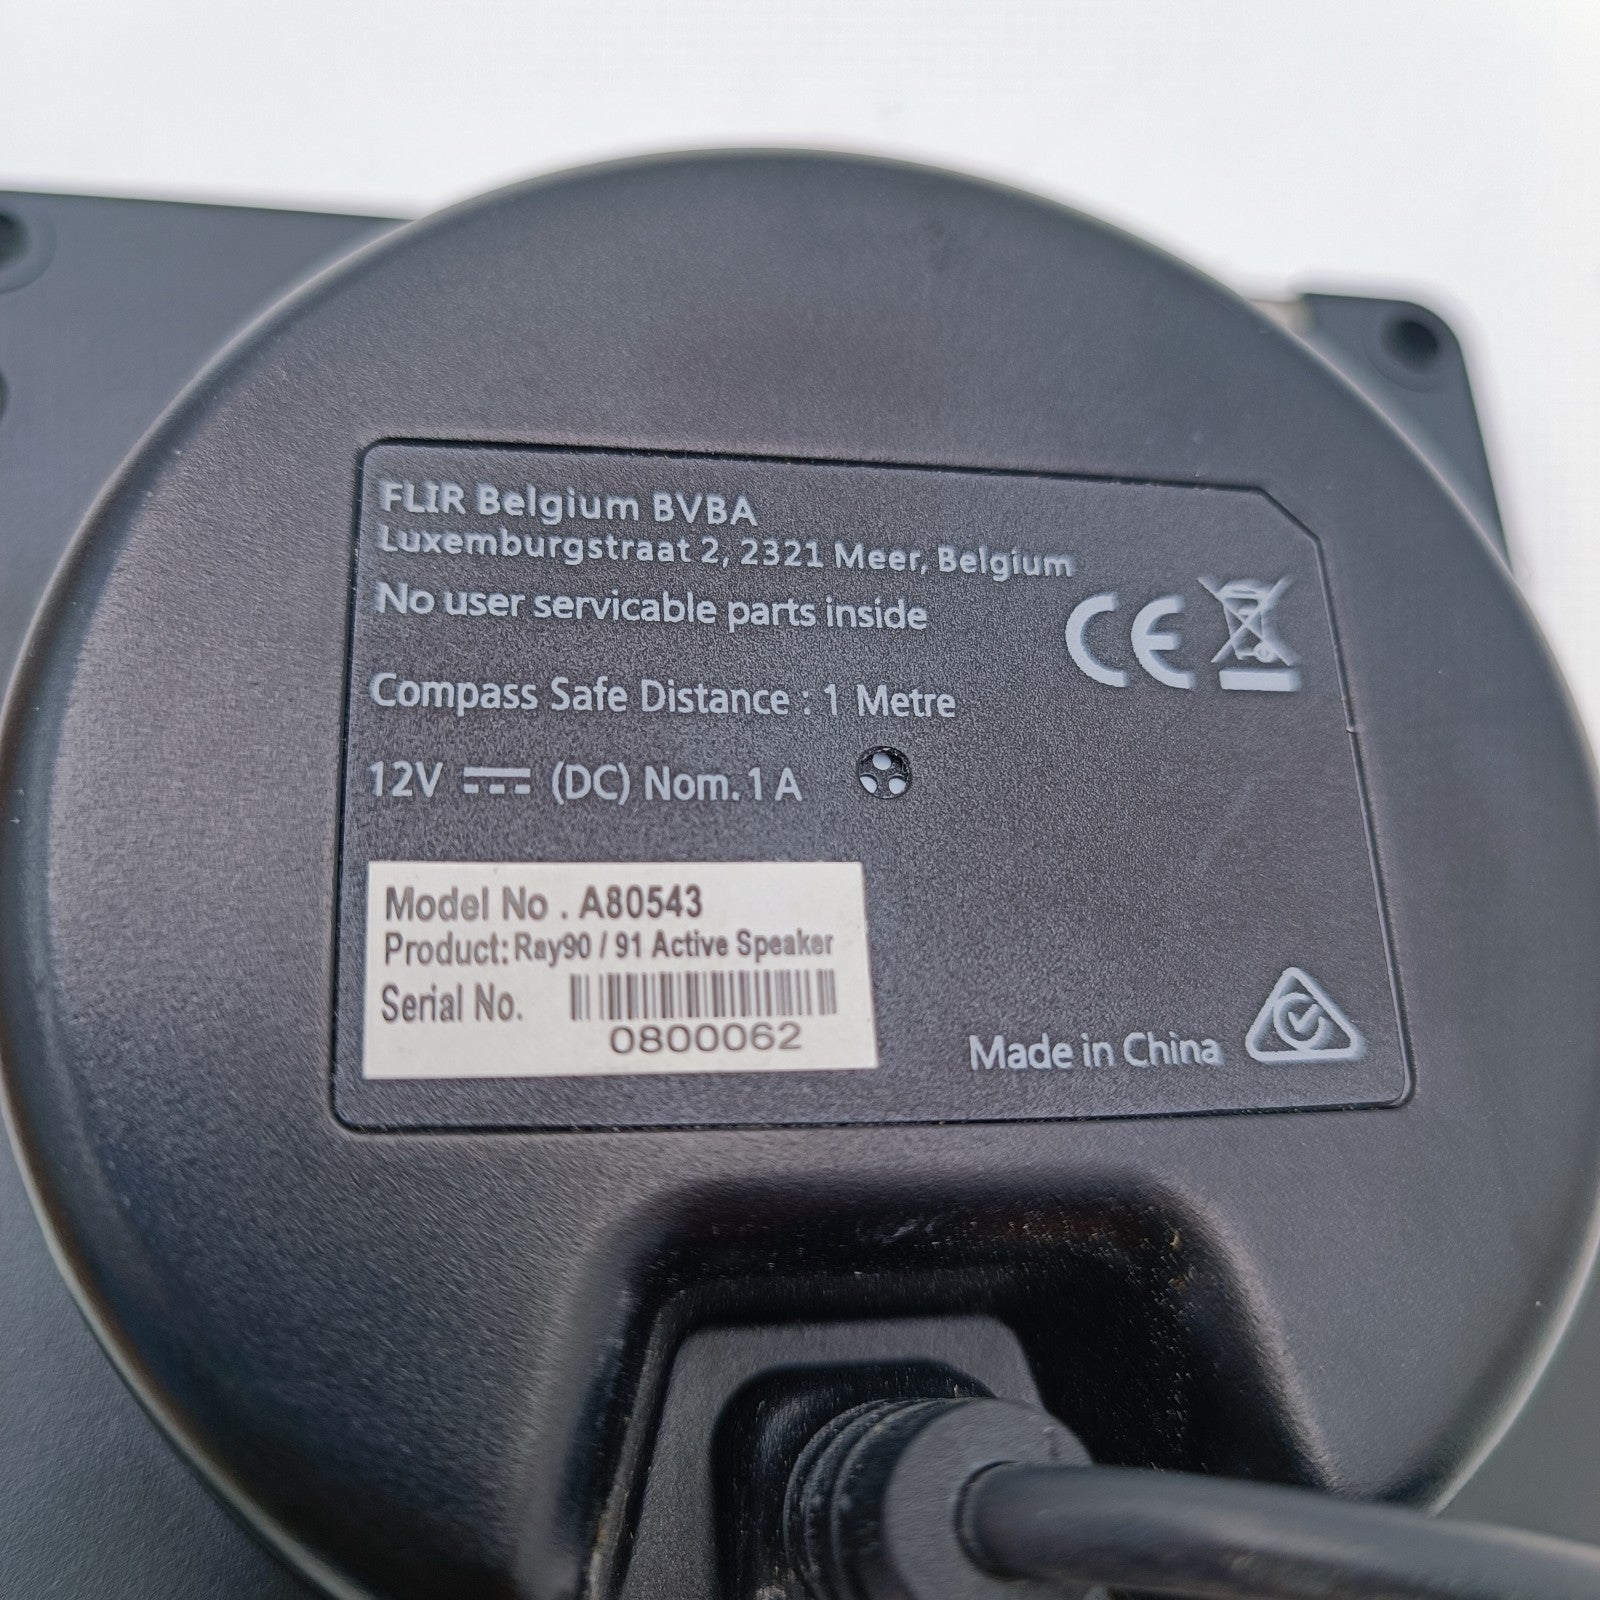 FLIR Belgium BVBA
Luxemburgstraat 2, 2321 Meer, Belgium
No user servicable parts inside
CE
Compass Safe Distance : 1 Metre
12V (DC) Nom. 1 A
Model No . A80543
Product: Ray90 / 91 Active Speaker
Serial No.
0800062
Made in China